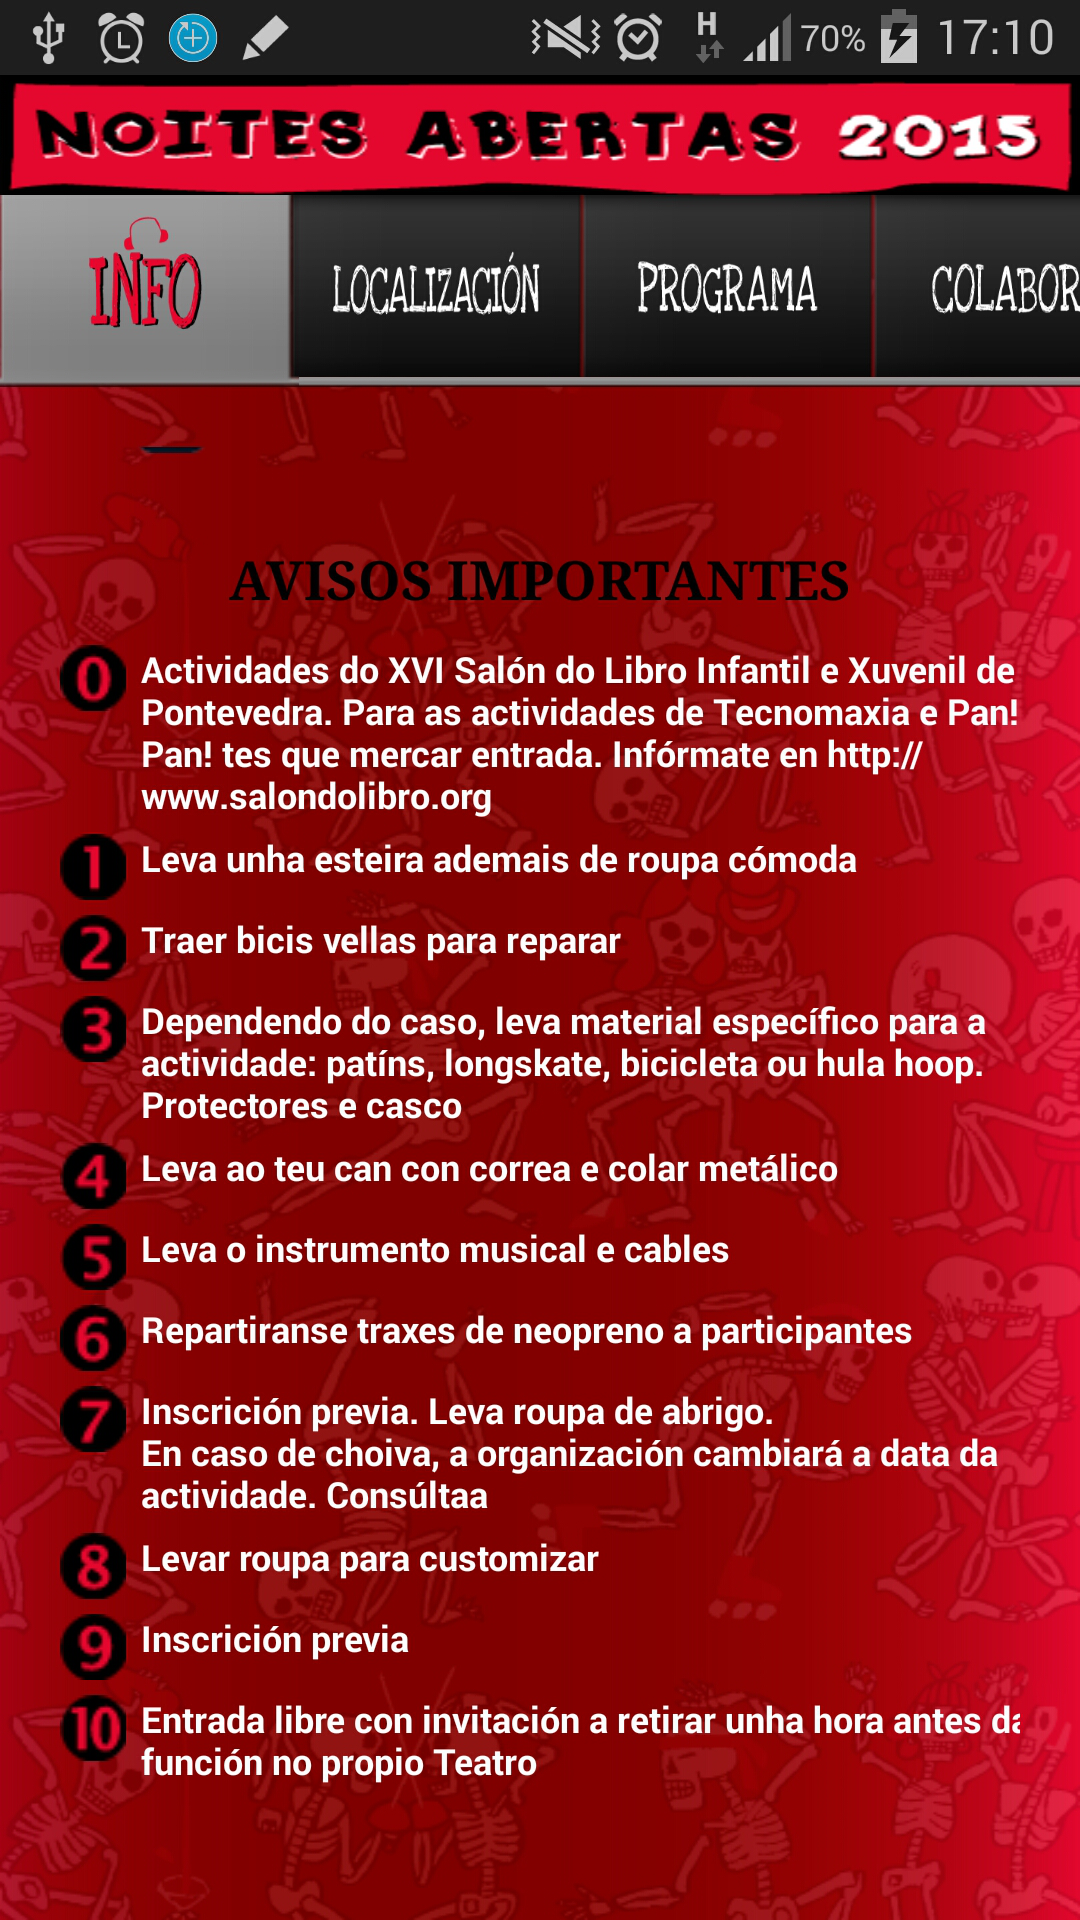 H 70% 17:10
NOITES ABERTAS 2015
INFO LOCALIZACIÓN PROGRAMA COLABOR
AVISOS IMPORTANTES
0 Actividades do XVI Salón do Libro Infantil e Xuvenil de
Pontevedra. Para as actividades de Tecnomaxia e Pan!
Pan! tes que mercar entrada. Infórmate en http://
www.salondolibro.org
1 Leva unha esteira ademais de roupa cómoda
2 Traer bicis vellas para reparar
3 Dependendo do caso, leva material específico para a
actividade: patíns, longskate, bicicleta ou hula hoop.
Protectores e casco
4 Leva ao teu can con correa e colar metálico
5 Leva o instrumento musical e cables
6 Repartiranse traxes de neopreno a participantes
7 Inscrición previa. Leva roupa de abrigo.
En caso de choiva, a organización cambiará a data da
actividade. Consúltaa
8 Levar roupa para customizar
9 Inscrición previa
10 Entrada libre con invitación a retirar unha hora antes da
función no propio Teatro